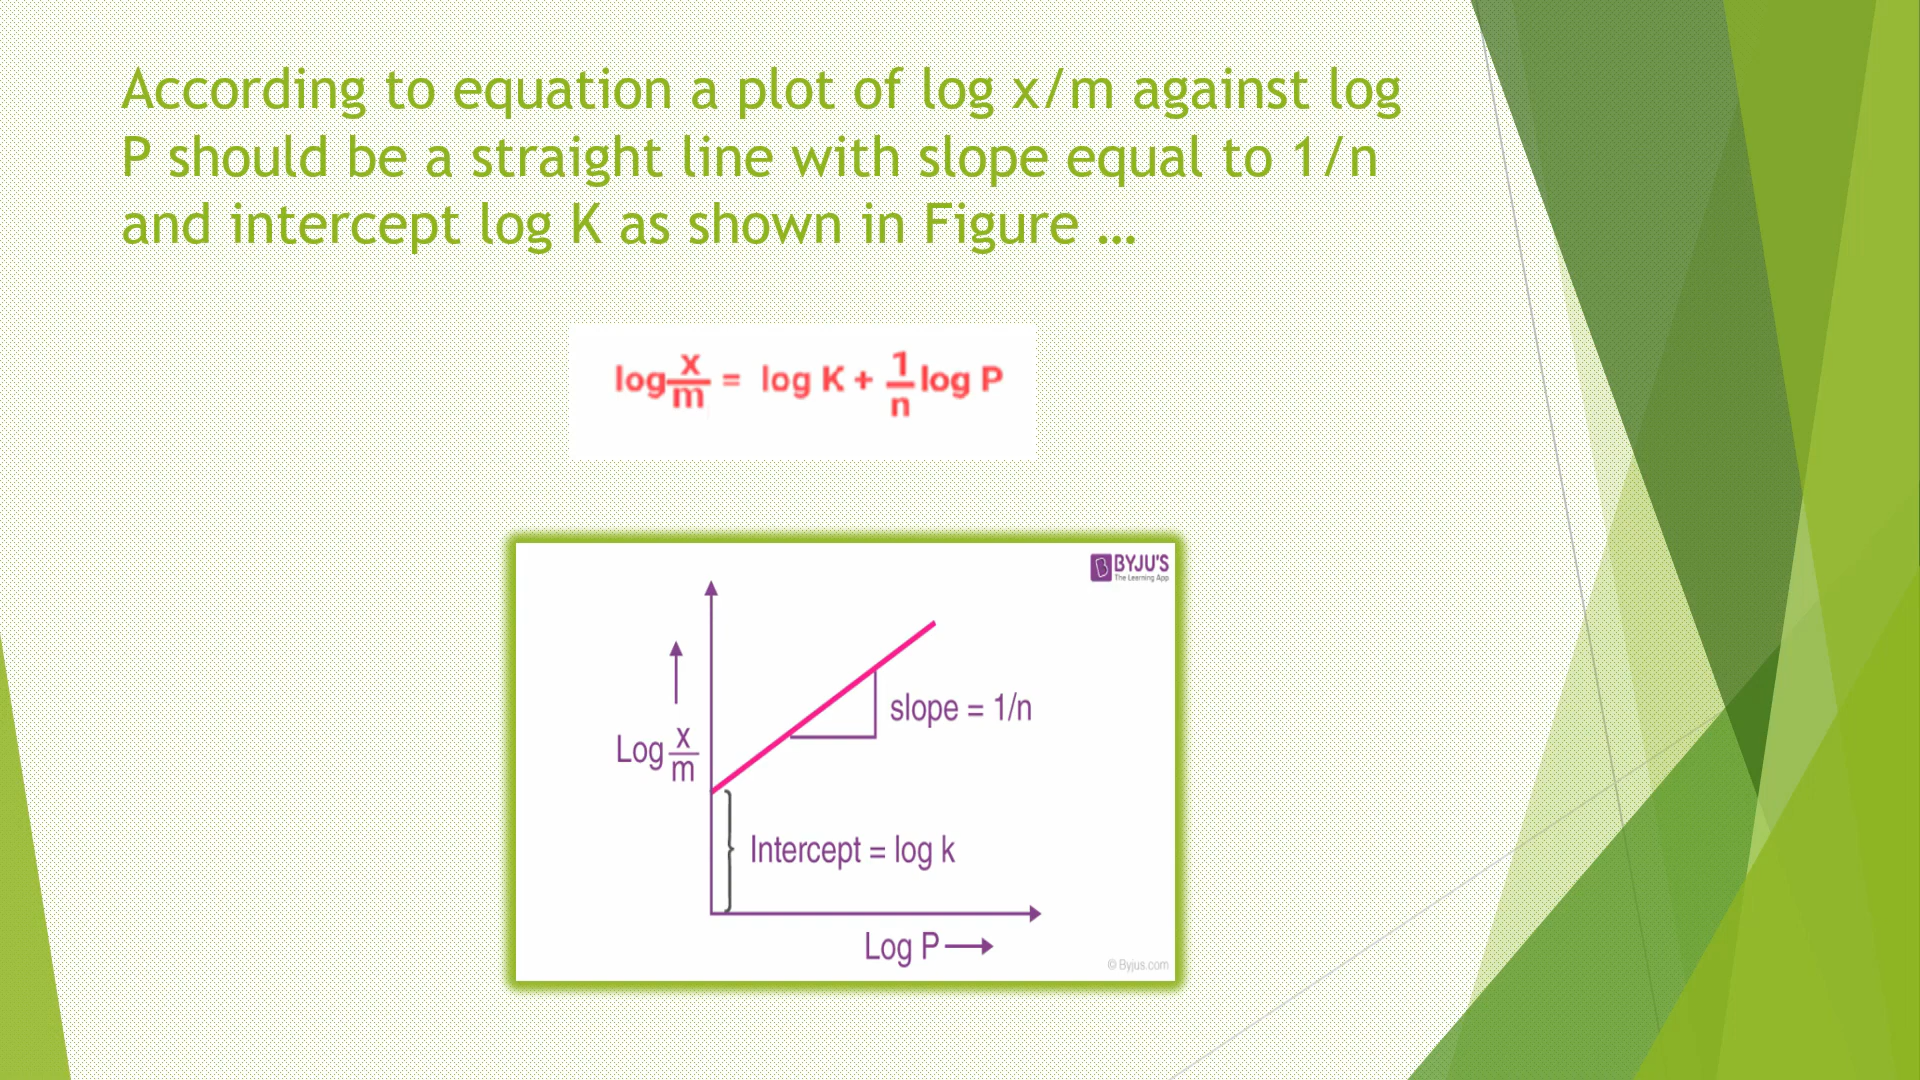 According to equation a plot of log x/m against log
P should be a straight line with slope equal to 1/n
and intercept log K as shown in Figure …
log x/m = log K + 1/n log P
BYJU'S
The Learning App
slope = 1/n
Log x/m
Intercept = log k
Log P
© Byjus.com